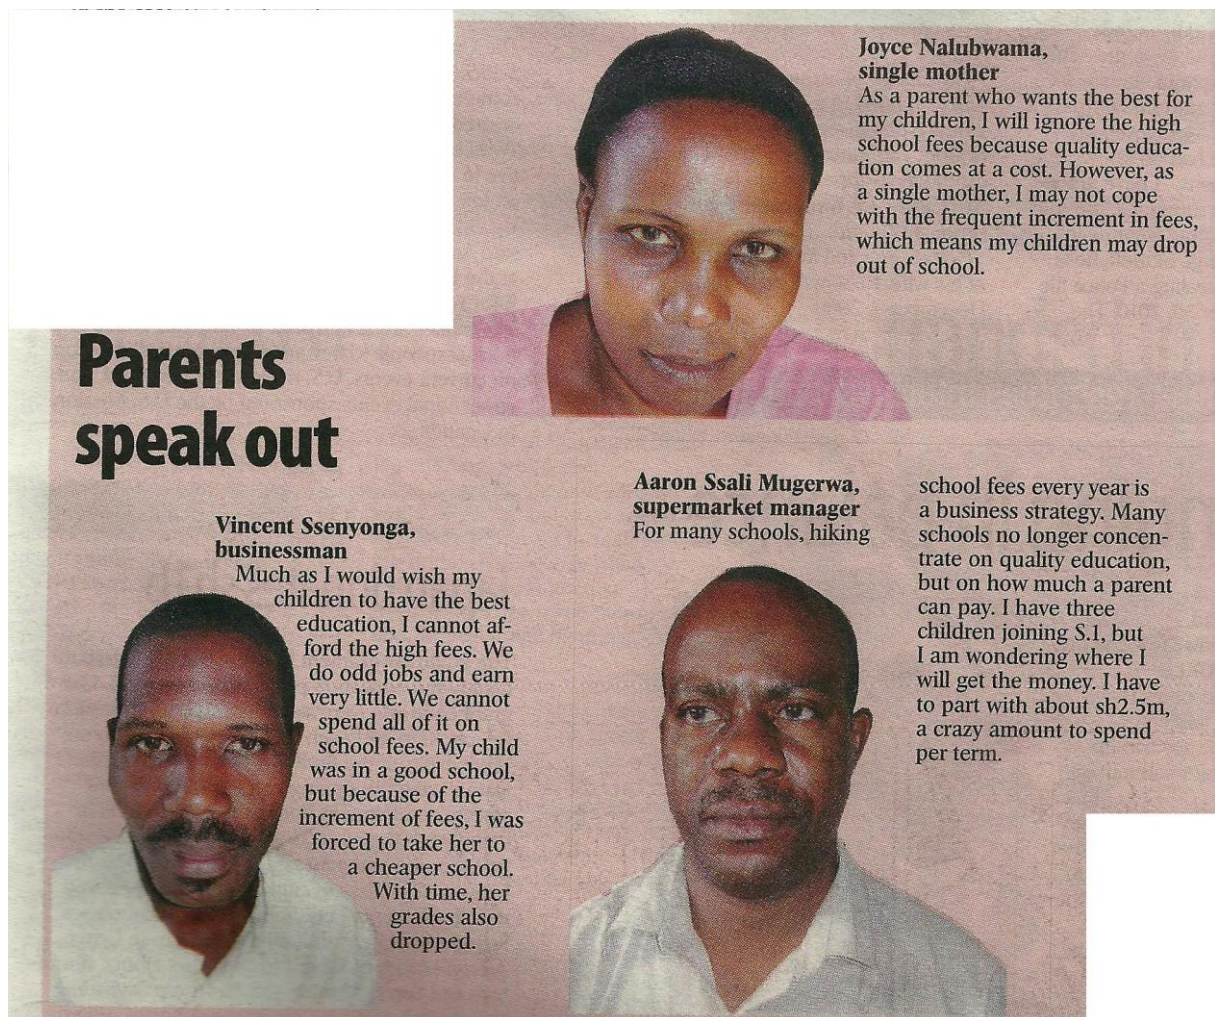 Joyce Nalubwama,
single mother
As a parent who wants the best for
my children, I will ignore the high
school fees because quality educa-
tion comes at a cost. However, as
a single mother, I may not cope
with the frequent increment in fees,
which means my children may drop
out of school.
Parents
speak out
Vincent Ssenyonga,
businessman
Much as I would wish my
children to have the best
education, I cannot af-
ford the high fees. We
do odd jobs and earn
very little. We cannot
spend all of it on
school fees. My child
was in a good school,
but because of the
increment of fees, I was
forced to take her to
a cheaper school.
With time, her
grades also
dropped.
Aaron Ssali Mugerwa,
supermarket manager
For many schools, hiking
school fees every year is
a business strategy. Many
schools no longer concen-
trate on quality education,
but on how much a parent
can pay. I have three
children joining S.1, but
I am wondering where I
will get the money. I have
to part with about sh2.5m,
a crazy amount to spend
per term.